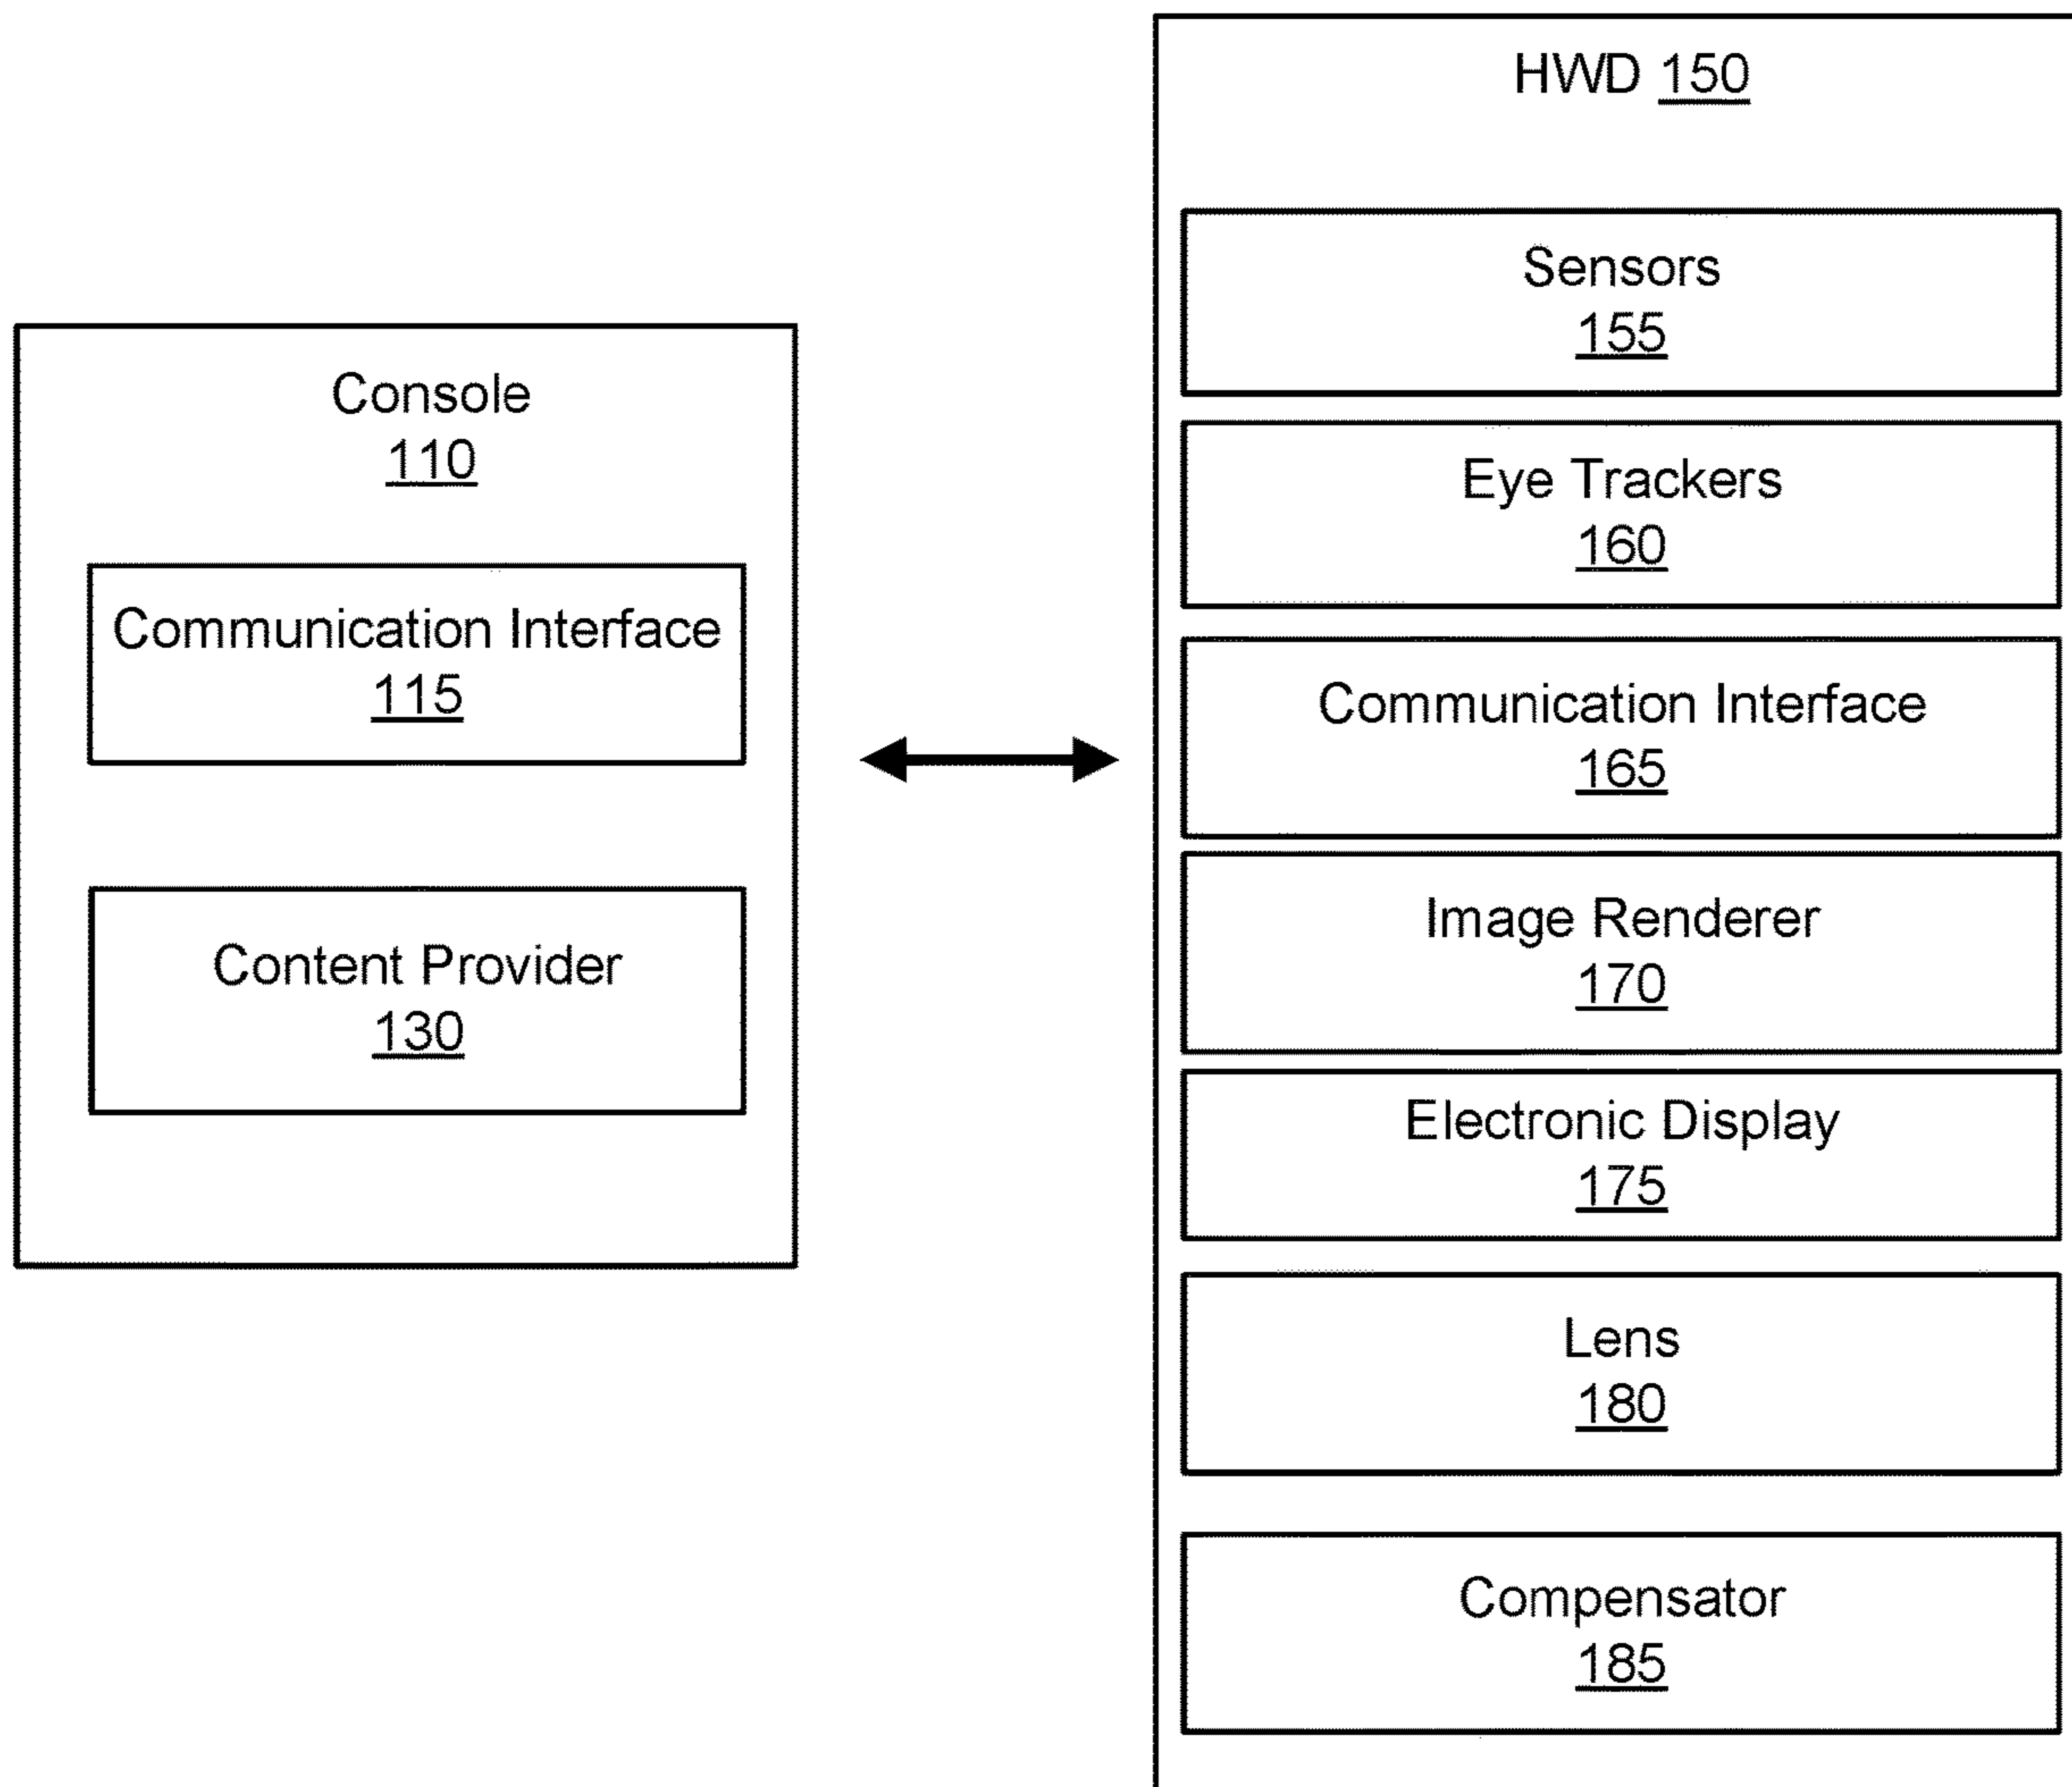 Console
110
Communication Interface
115
Content Provider
130
HWD 150
Sensors
155
Eye Trackers
160
Communication Interface
165
Image Renderer
170
Electronic Display
175
Lens
180
Compensator
185